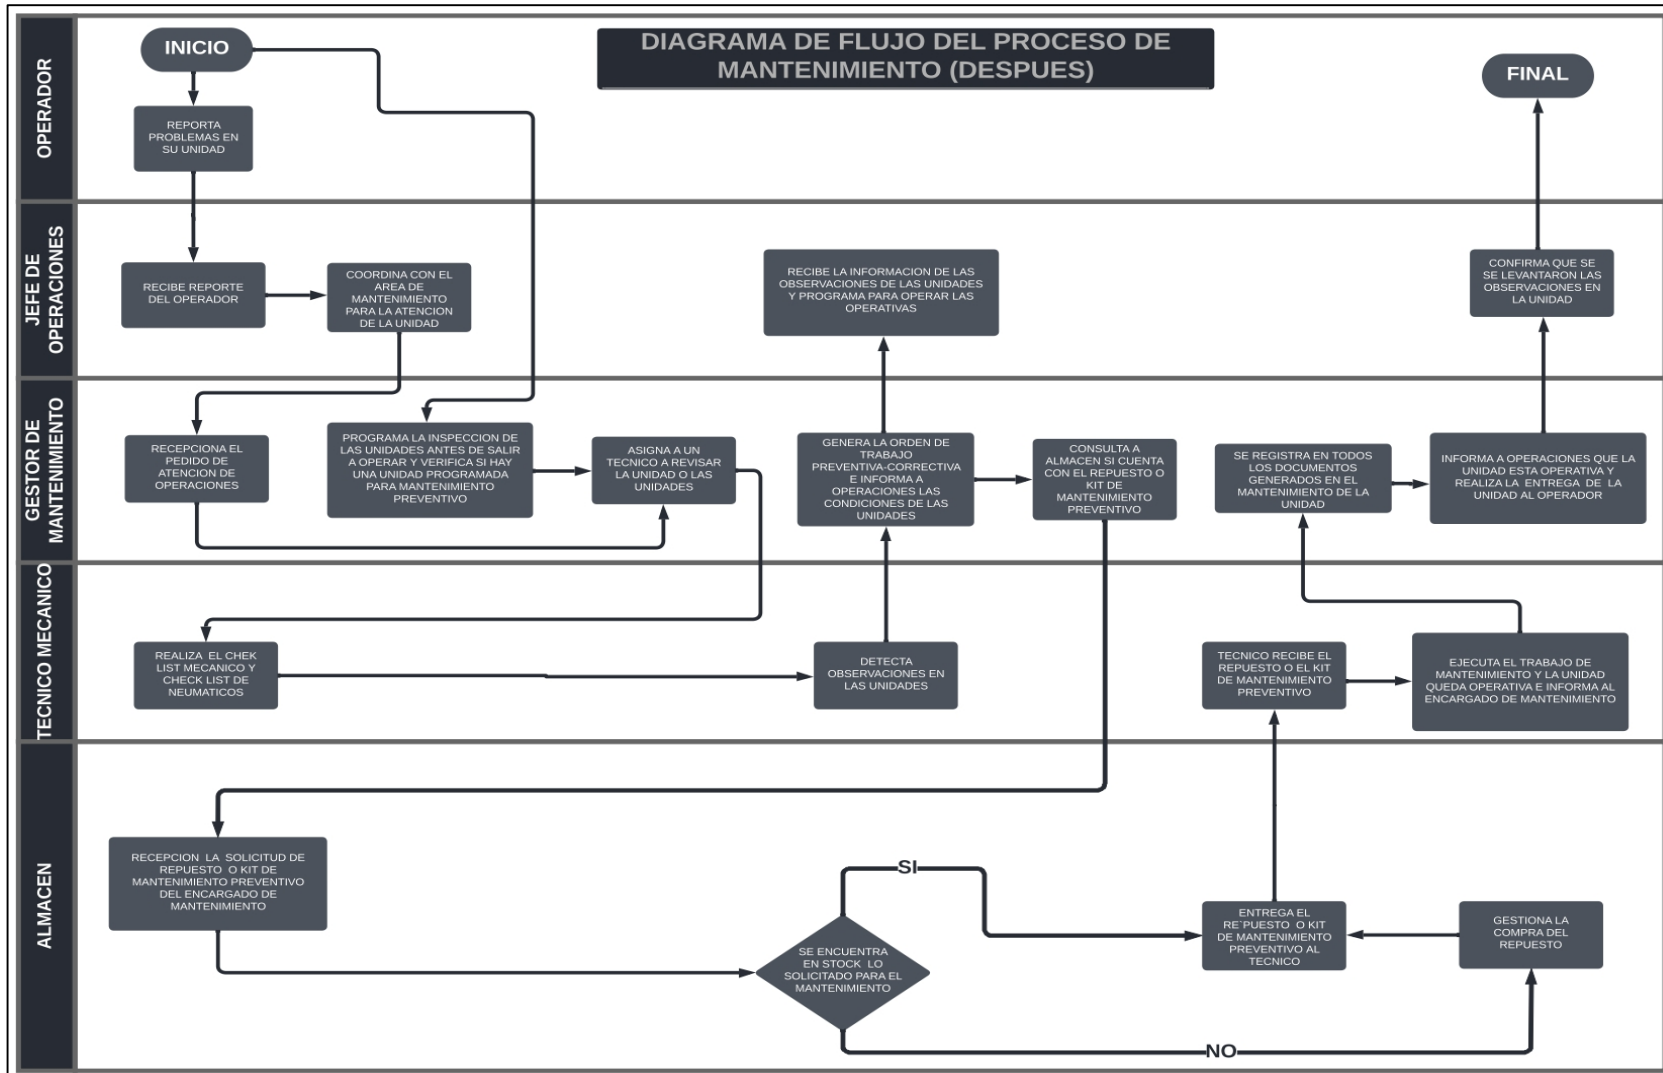 INICIO
DIAGRAMA DE FLUJO DEL PROCESO DE
MANTENIMIENTO (DESPUES)
FINAL
OPERADOR
REPORTA
PROBLEMAS EN
SU UNIDAD
JEFE DE
OPERACIONES
RECIBE REPORTE
DEL OPERADOR
COORDINA CON EL
AREA DE
MANTENIMIENTO
PARA LA ATENCION
DE LA UNIDAD
RECIBE LA INFORMACION DE LAS
OBSERVACIONES DE LAS UNIDADES
Y PROGRAMA PARA OPERAR LAS
OPERATIVAS
CONFIRMA QUE SE
SE LEVANTARON LAS
OBSERVACIONES EN
LA UNIDAD
GESTOR DE
MANTENIMIENTO
RECEPCIONA EL
PEDIDO DE
ATENCION DE
OPERACIONES
PROGRAMA LA INSPECCION DE
LAS UNIDADES ANTES DE SALIR
A OPERAR Y VERIFICA SI HAY
UNA UNIDAD PROGRAMADA
PARA MANTENIMIENTO
PREVENTIVO
ASIGNA A UN
TECNICO A REVISAR
LA UNIDAD O LAS
UNIDADES
GENERA LA ORDEN DE
TRABAJO
PREVENTIVA-CORRECTIVA
E INFORMA A
OPERACIONES LAS
CONDICIONES DE LAS
UNIDADES
CONSULTA A
ALMACEN SI CUENTA
CON EL REPUESTO O
KIT DE
MANTENIMIENTO
PREVENTIVO
SE REGISTRA EN TODOS
LOS DOCUMENTOS
GENERADOS EN EL
MANTENIMIENTO DE LA
UNIDAD
INFORMA A OPERACIONES QUE LA
UNIDAD ESTA OPERATIVA Y
REALIZA LA ENTREGA DE LA
UNIDAD AL OPERADOR
TECNICO MECANICO
REALIZA EL CHEK
LIST MECANICO Y
CHECK LIST DE
NEUMATICOS
DETECTA
OBSERVACIONES EN
LAS UNIDADES
TECNICO RECIBE EL
REPUESTO O EL KIT
DE MANTENIMIENTO
PREVENTIVO
EJECUTA EL TRABAJO DE
MANTENIMIENTO Y LA UNIDAD
QUEDA OPERATIVA E INFORMA AL
ENCARGADO DE MANTENIMIENTO
ALMACEN
RECEPCION LA SOLICITUD DE
REPUESTO O KIT DE
MANTENIMIENTO PREVENTIVO
DEL ENCARGADO DE
MANTENIMIENTO
SE ENCUENTRA
EN STOCK LO
SOLICITADO PARA EL
MANTENIMIENTO
SI
ENTREGA EL
RE`PUESTO O KIT
DE MANTENIMIENTO
PREVENTIVO AL
TECNICO
GESTIONA LA
COMPRA DEL
REPUESTO
NO